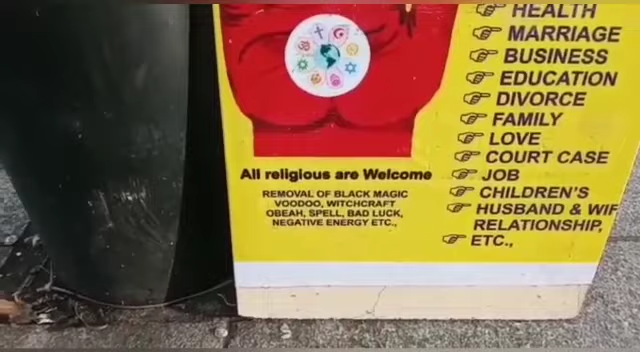 All religious are Welcome
REMOVAL OF BLACK MAGIC
VOODOO, WITCHCRAFT
OBEAH, SPELL, BAD LUCK,
NEGATIVE ENERGY ETC.,
HEALTH
MARRIAGE
BUSINESS
EDUCATION
DIVORCE
FAMILY
LOVE
COURT CASE
JOB
CHILDREN'S
HUSBAND & WIF
RELATIONSHIP,
ETC.,